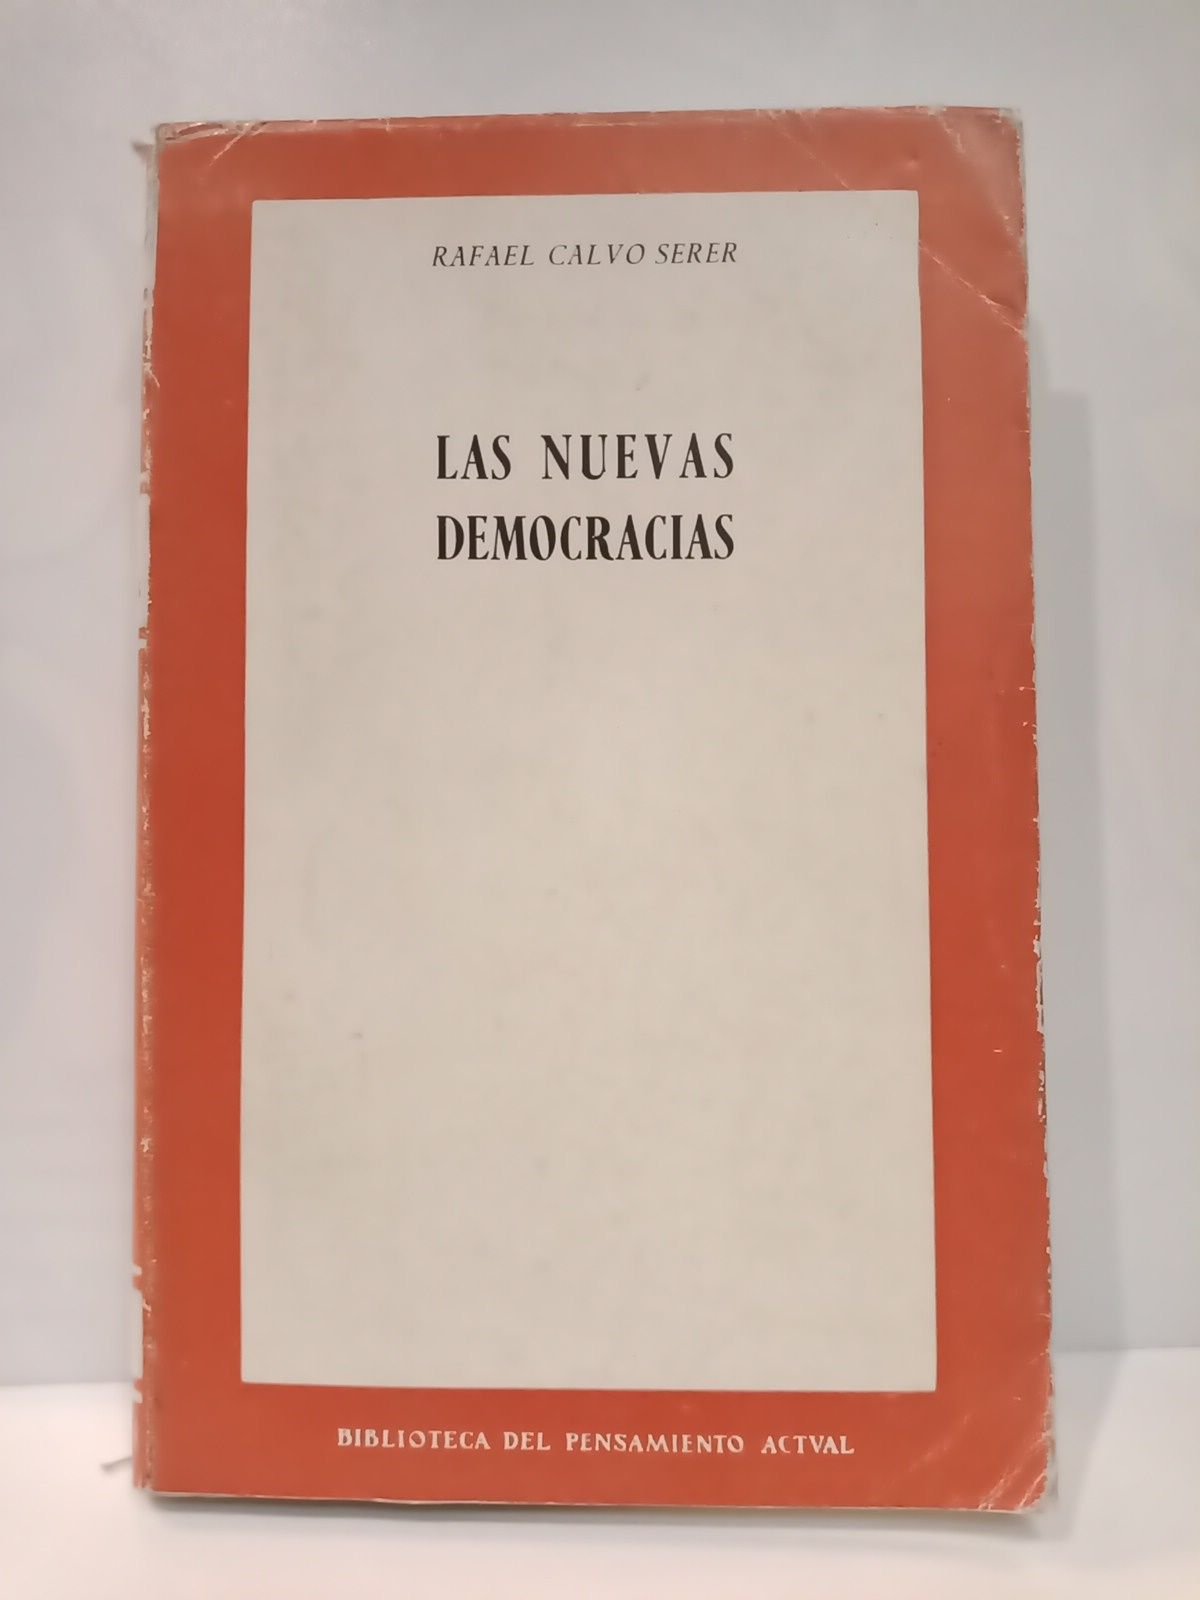 RAFAEL CALVO SERER
LAS NUEVAS
DEMOCRACIAS
BIBLIOTECA DEL PENSAMIENTO ACTVAL